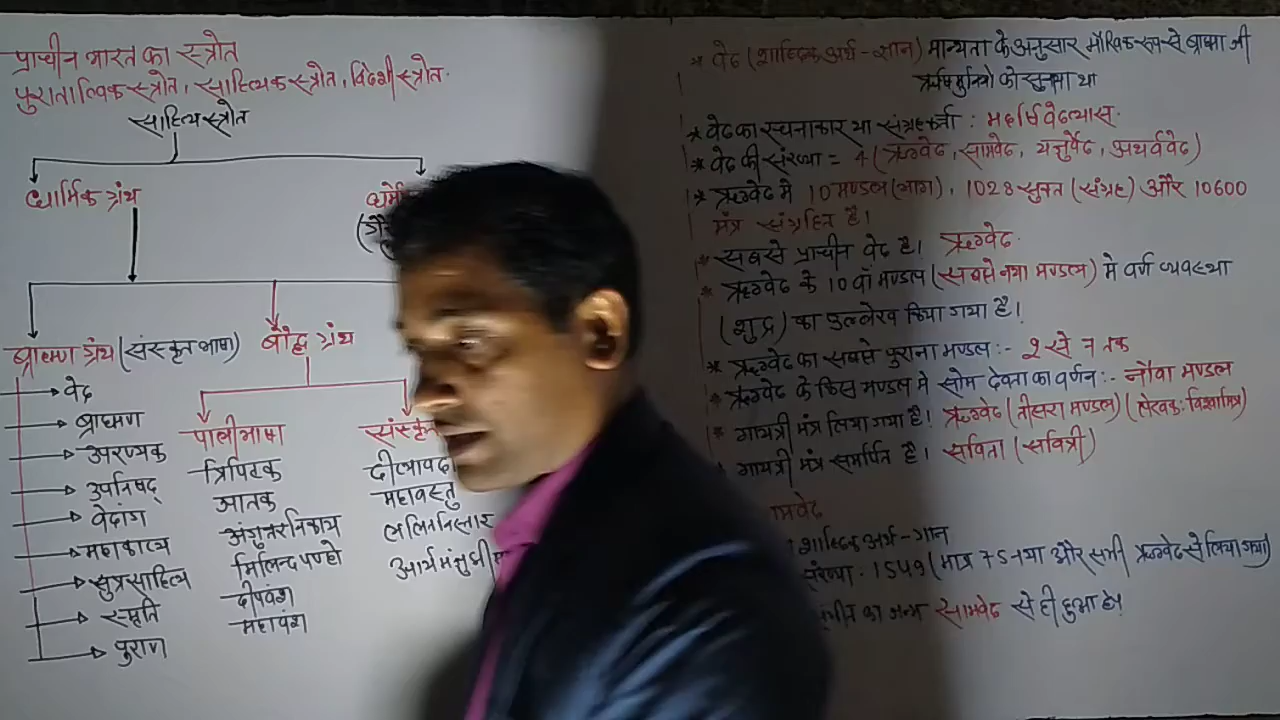 प्राचीन भारत का स्त्रोत
पुरातात्विक स्त्रोत, साहित्यिक स्त्रोत, विदेशी स्त्रोत.
साहित्य स्त्रोत
धार्मिक ग्रंथ
ब्राह्मण ग्रंथ (संस्कृत भाषा)
बौद्ध ग्रंथ
वेद
ब्राह्मण
अरण्यक
उपनिषद्
वेदांग
महाकाव्य
सुत्रसाहित्य
स्मृति
पुराण
पालीभाषा
त्रिपिटक
जातक
अंगुत्तरनिकाय
मिलिन्द पण्हो
दीपवंश
महावंश
संस्कृत
महावस्तु
ललितविस्तार
* वेद (शाब्दिक अर्थ - ज्ञान) मान्यता के अनुसार मौखिक रूप से ब्रह्मा जी
ऋषि मुनियो को सुनाया था
* वेद का रचनाकार या संग्रहकर्त्ता : महर्षि वेदव्यास.
* वेद की संख्या = 4 (ऋग्वेद, सामवेद, यजुर्वेद, अथर्ववेद)
* ऋग्वेद मे 10 मण्डल (भाग), 1028 सुक्त (संग्रह) और 10600
मंत्र संग्रहित है।
* सबसे प्राचीन वेद है। ऋग्वेद.
* ऋग्वेद के 10 वाँ मण्डल (सबसे नया मण्डल) मे वर्ण व्यवस्था
(शुद्र) का उल्लेख किया गया है।
* ऋग्वेद का सबसे पुराना मण्डल :- 2 से 7 तक
* ऋग्वेद के किस मण्डल मे सोम देवता का वर्णन :- नौवा मण्डल
* गायत्री मंत्र लिया गया है। ऋग्वेद (तीसरा मण्डल) (लेखक : विश्वामित्र)
* गायत्री मंत्र समर्पित है। सविता (सवित्री)
शाब्दिक अर्थ - गान
संख्या - 1549 (मात्र 75 नया और सभी ऋग्वेद से लिया गया)
का जन्म सामवेद से ही हुआ है।